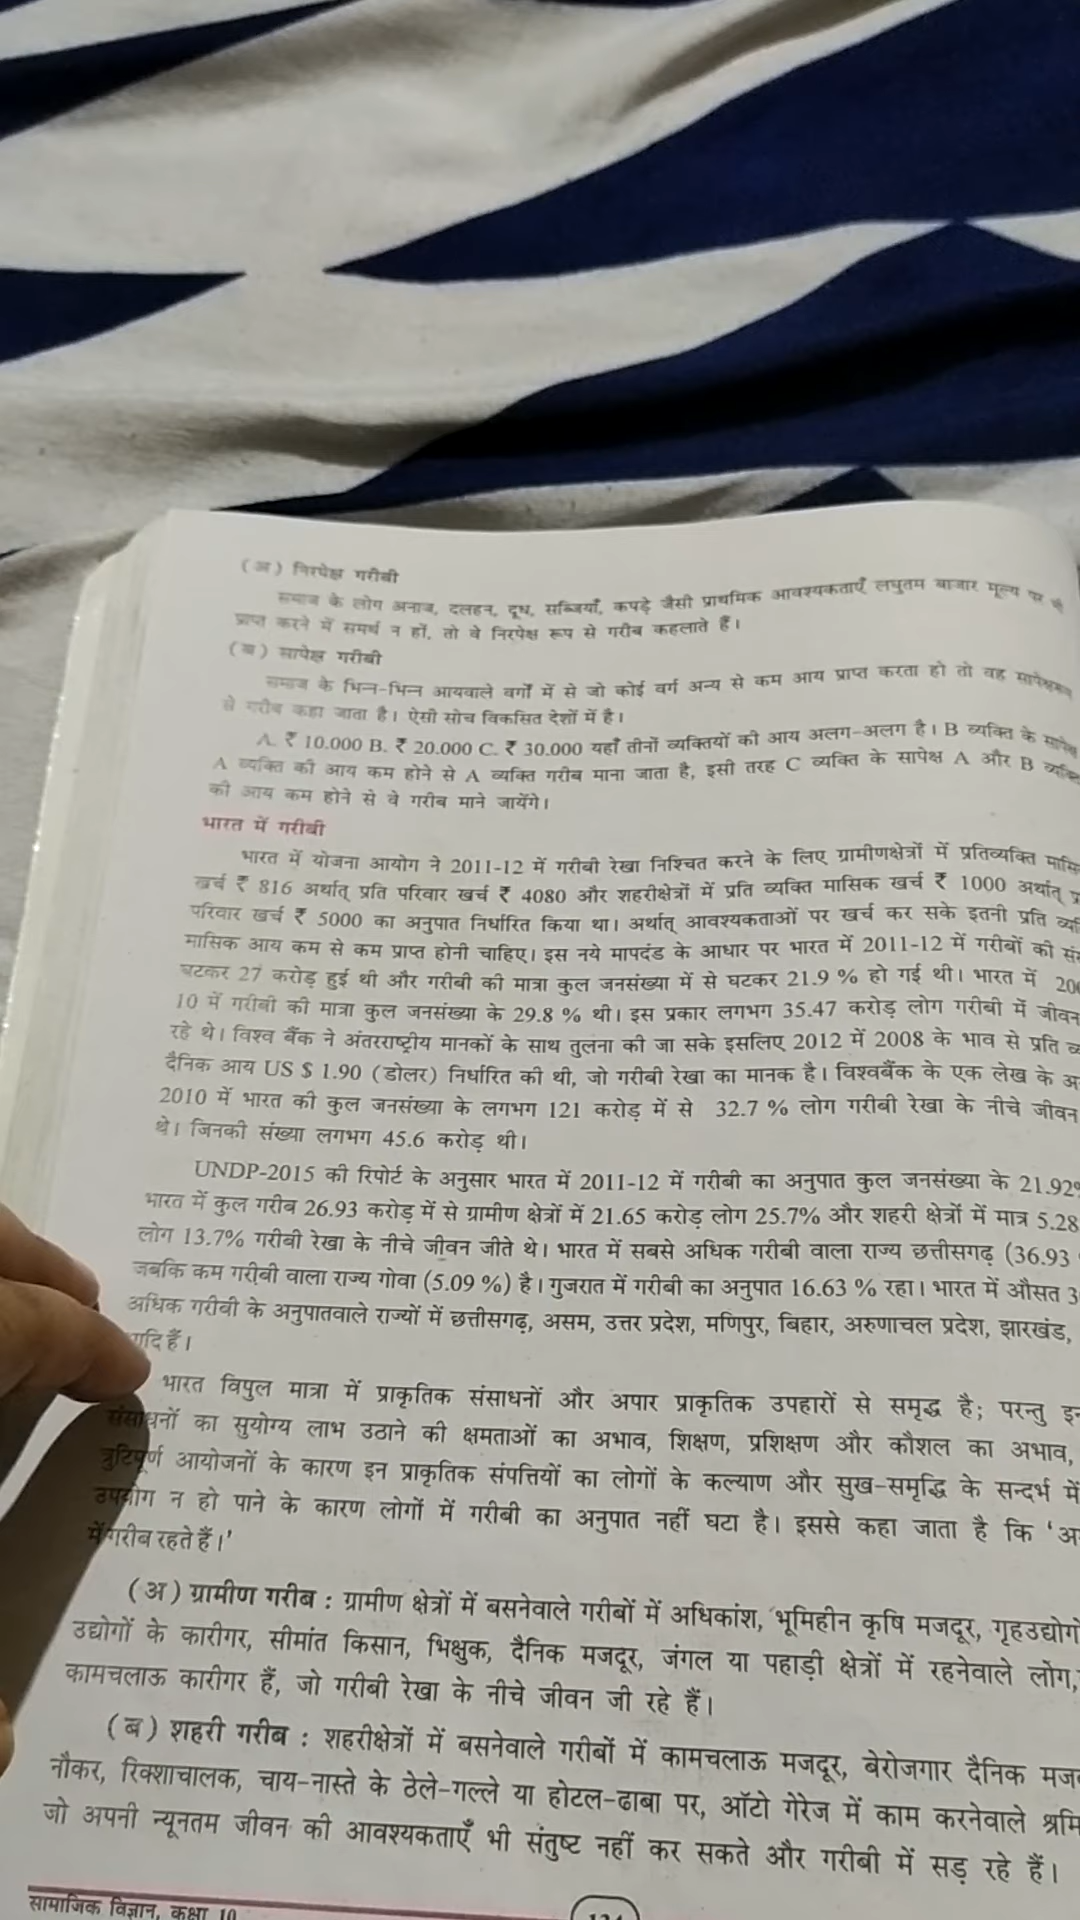 (अ) निरपेक्ष गरीबी
समाज के लोग अनाज, दलहन, दूध, सब्जियाँ, कपड़े जैसी प्राथमिक आवश्यकताएँ लघुतम बाजार मूल्य पर भी
प्राप्त करने में समर्थ न हों, तो वे निरपेक्ष रूप से गरीब कहलाते हैं।
(ब) सापेक्ष गरीबी
समाज के भिन्न-भिन्न आयवाले वर्गों में से जो कोई वर्ग अन्य से कम आय प्राप्त करता हो तो वह
से गरीब कहा जाता है। ऐसी सोच विकसित देशों में है।
A. ₹ 10.000 B. ₹ 20.000 C. ₹ 30.000 यहाँ तीनों व्यक्तियों की आय अलग-अलग है। B व्यक्ति के
A व्यक्ति की आय कम होने से A व्यक्ति गरीब माना जाता है, इसी तरह C व्यक्ति के सापेक्ष A और B
की आय कम होने से वे गरीब माने जायेंगे।
भारत में गरीबी
भारत में योजना आयोग ने 2011-12 में गरीबी रेखा निश्चित करने के लिए ग्रामीणक्षेत्रों में प्रतिव्यक्ति
खर्च ₹ 816 अर्थात् प्रति परिवार खर्च ₹ 4080 और शहरीक्षेत्रों में प्रति व्यक्ति मासिक खर्च ₹ 1000 अर्थात्
परिवार खर्च ₹ 5000 का अनुपात निर्धारित किया था। अर्थात् आवश्यकताओं पर खर्च कर सके इतनी प्रति
मासिक आय कम से कम प्राप्त होनी चाहिए। इस नये मापदंड के आधार पर भारत में 2011-12 में गरीबों की
घटकर 27 करोड़ हुई थी और गरीबी की मात्रा कुल जनसंख्या में से घटकर 21.9 % हो गई थी। भारत में
10 में गरीबी की मात्रा कुल जनसंख्या के 29.8 % थी। इस प्रकार लगभग 35.47 करोड़ लोग गरीबी में जीवन
रहे थे। विश्व बैंक ने अंतरराष्ट्रीय मानकों के साथ तुलना की जा सके इसलिए 2012 में 2008 के भाव से प्रति
दैनिक आय US $ 1.90 (डोलर) निर्धारित की थी, जो गरीबी रेखा का मानक है। विश्वबैंक के एक लेख के
2010 में भारत की कुल जनसंख्या के लगभग 121 करोड़ में से 32.7 % लोग गरीबी रेखा के नीचे जीवन
थे। जिनकी संख्या लगभग 45.6 करोड़ थी।
UNDP-2015 की रिपोर्ट के अनुसार भारत में 2011-12 में गरीबी का अनुपात कुल जनसंख्या के 21.92%
भारत में कुल गरीब 26.93 करोड़ में से ग्रामीण क्षेत्रों में 21.65 करोड़ लोग 25.7% और शहरी क्षेत्रों में मात्र 5.28
लोग 13.7% गरीबी रेखा के नीचे जीवन जीते थे। भारत में सबसे अधिक गरीबी वाला राज्य छत्तीसगढ़ (36.93
जबकि कम गरीबी वाला राज्य गोवा (5.09 %) है। गुजरात में गरीबी का अनुपात 16.63 % रहा। भारत में औसत
अधिक गरीबी के अनुपातवाले राज्यों में छत्तीसगढ़, असम, उत्तर प्रदेश, मणिपुर, बिहार, अरुणाचल प्रदेश, झारखंड,
आदि हैं।
भारत विपुल मात्रा में प्राकृतिक संसाधनों और अपार प्राकृतिक उपहारों से समृद्ध है; परन्तु
संसाधनों का सुयोग्य लाभ उठाने की क्षमताओं का अभाव, शिक्षण, प्रशिक्षण और कौशल का अभाव,
त्रुटिपूर्ण आयोजनों के कारण इन प्राकृतिक संपत्तियों का लोगों के कल्याण और सुख-समृद्धि के सन्दर्भ में
उपयोग न हो पाने के कारण लोगों में गरीबी का अनुपात नहीं घटा है। इससे कहा जाता है कि
में गरीब रहते हैं।'
(अ) ग्रामीण गरीब : ग्रामीण क्षेत्रों में बसनेवाले गरीबों में अधिकांश, भूमिहीन कृषि मजदूर, गृहउद्योगों
उद्योगों के कारीगर, सीमांत किसान, भिक्षुक, दैनिक मजदूर, जंगल या पहाड़ी क्षेत्रों में रहनेवाले लोग,
कामचलाऊ कारीगर हैं, जो गरीबी रेखा के नीचे जीवन जी रहे हैं।
(ब) शहरी गरीब : शहरीक्षेत्रों में बसनेवाले गरीबों में कामचलाऊ मजदूर, बेरोजगार दैनिक
नौकर, रिक्शाचालक, चाय-नास्ते के ठेले-गल्ले या होटल-ढाबा पर, ऑटो गेरेज में काम करनेवाले
जो अपनी न्यूनतम जीवन की आवश्यकताएँ भी संतुष्ट नहीं कर सकते और गरीबी में सड़ रहे हैं।
सामाजिक विज्ञान, कक्षा 10